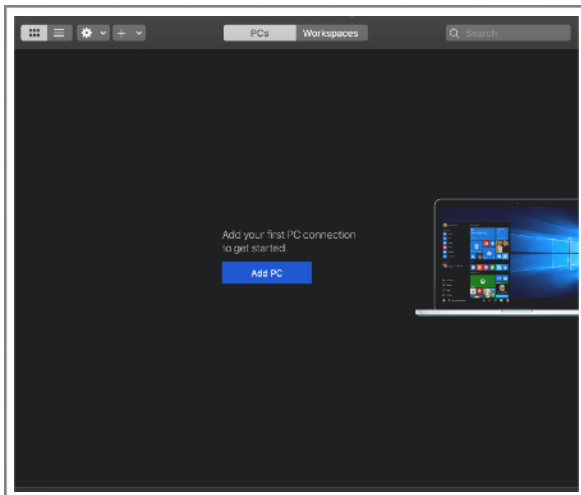 PCs
Workspaces
Search
Add your first PC connection
to get started.
Add PC